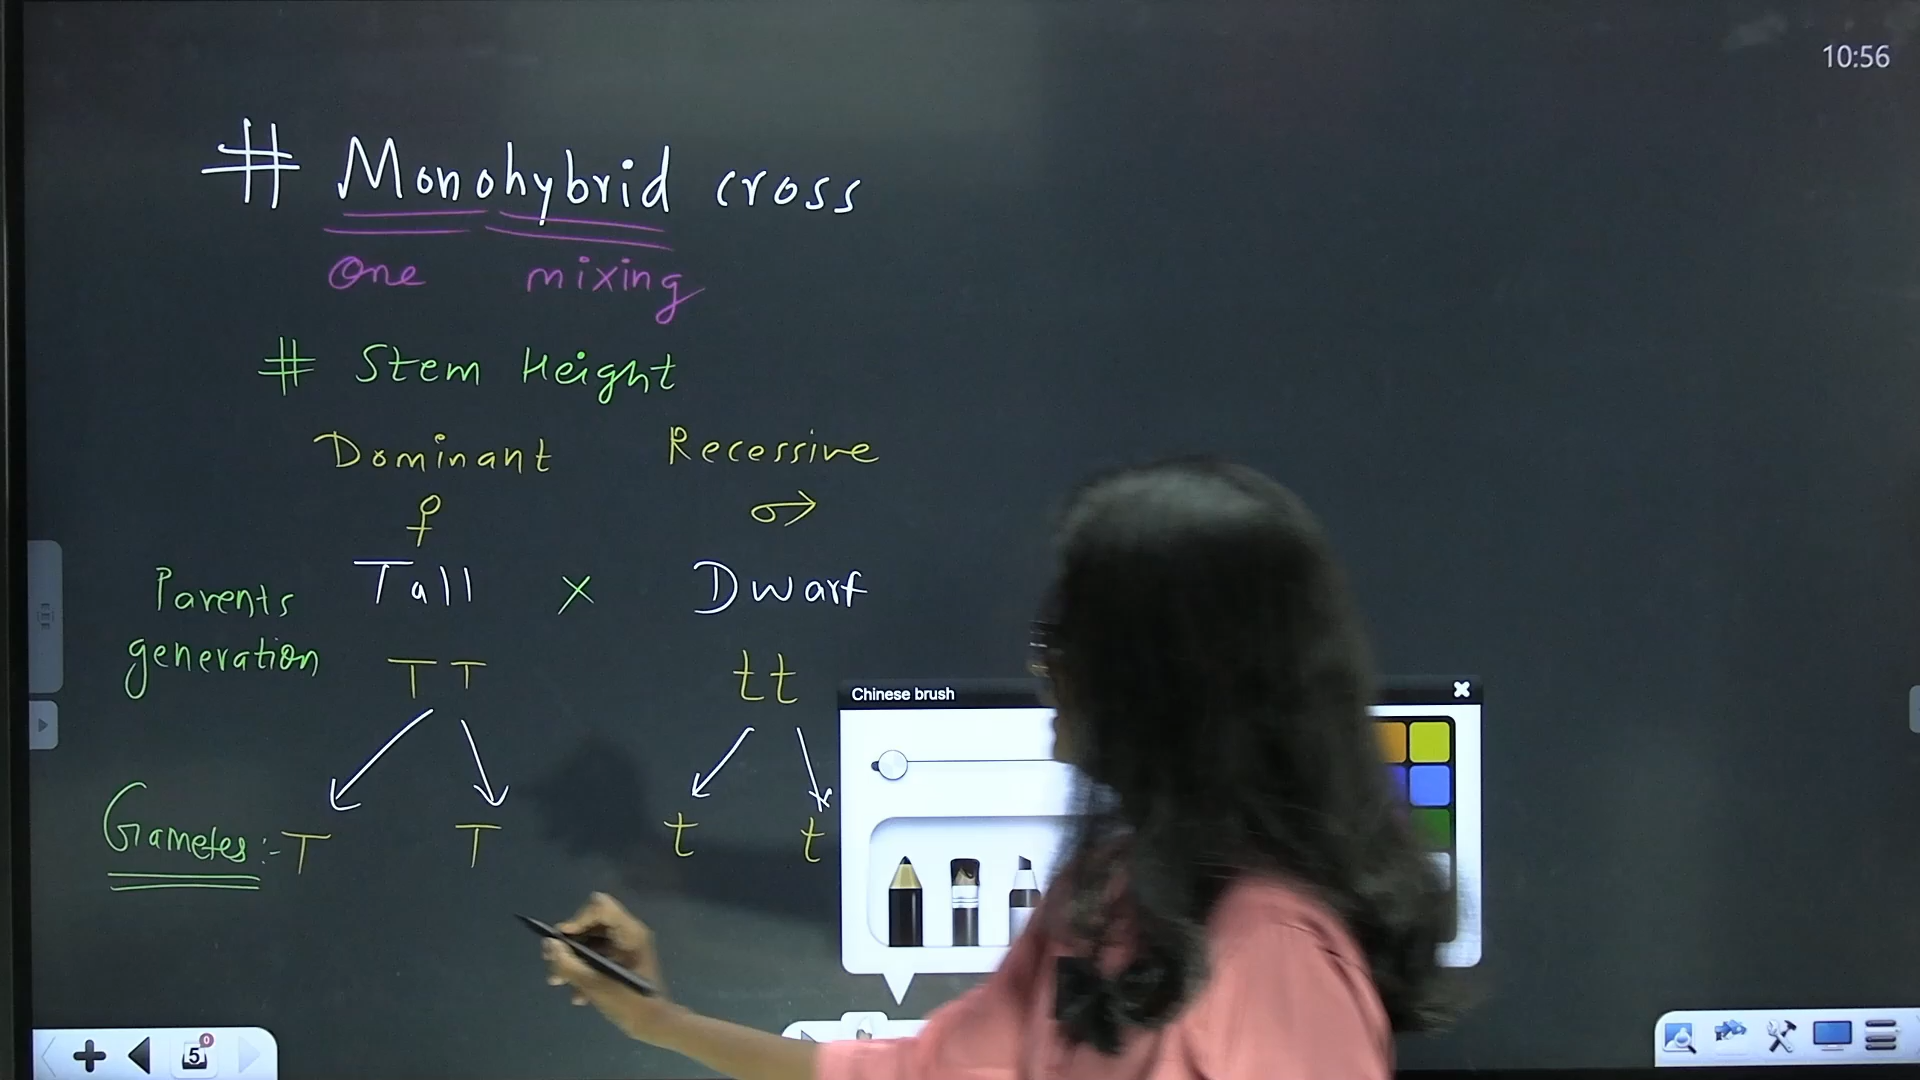 10:56
# Monohybrid cross
One mixing
# Stem Height
Dominant Recessive
♀ ♂
Parents Tall × Dwarf
generation TT tt
Chinese brush
Gametes:- T T t t
5 0